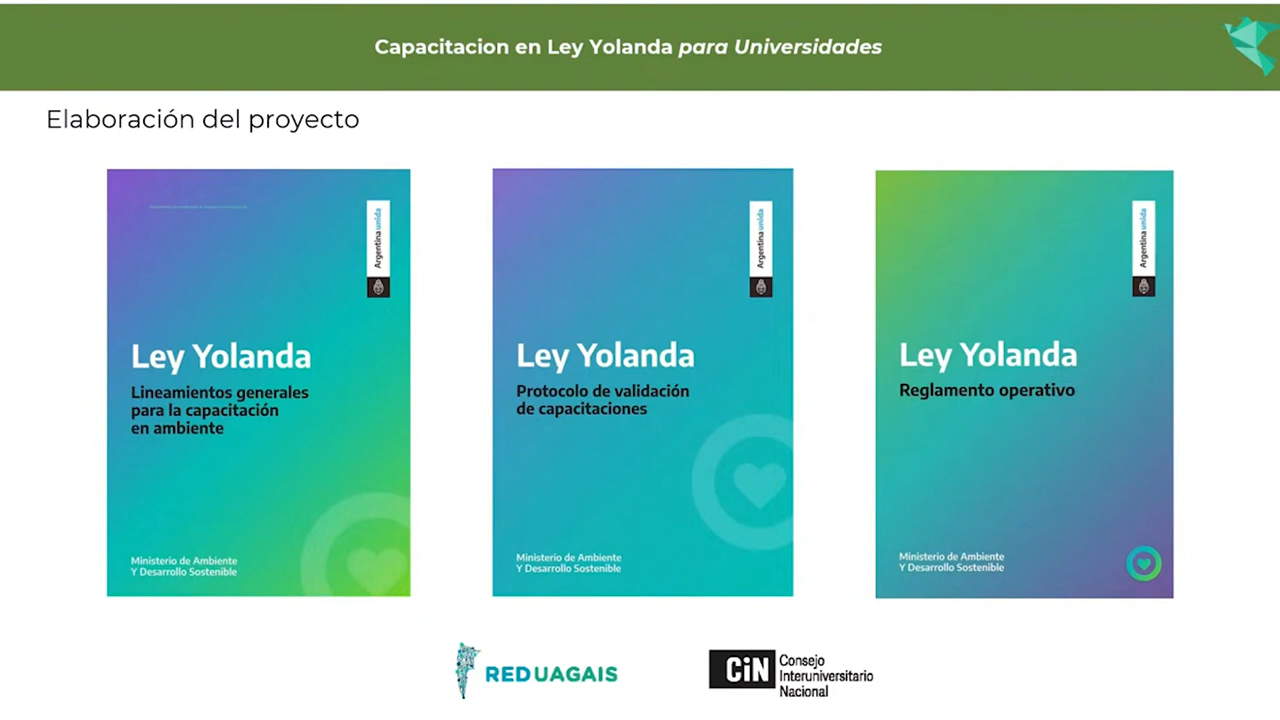 Capacitacion en Ley Yolanda para Universidades
Elaboración del proyecto
Argentina unida
Ley Yolanda
Lineamientos generales
para la capacitación
en ambiente
Ministerio de Ambiente
Y Desarrollo Sostenible
Argentina unida
Ley Yolanda
Protocolo de validación
de capacitaciones
Ministerio de Ambiente
Y Desarrollo Sostenible
Argentina unida
Ley Yolanda
Reglamento operativo
Ministerio de Ambiente
Y Desarrollo Sostenible
RED UAGAIS
CiN
Consejo
Interuniversitario
Nacional